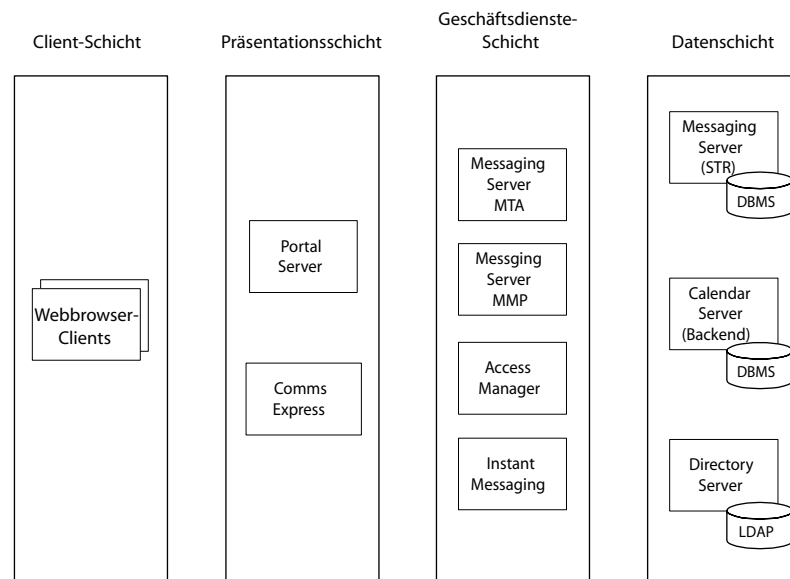 Client-Schicht
Präsentationsschicht
Geschäftsdienste-
Schicht
Datenschicht
Webbrowser-
Clients
Portal
Server
Comms
Express
Messaging
Server
MTA
Messging
Server
MMP
Access
Manager
Instant
Messaging
Messaging
Server
(STR)
DBMS
Calendar
Server
(Backend)
DBMS
Directory
Server
LDAP